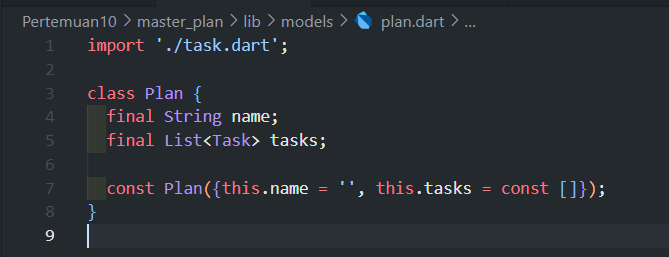 Pertemuan10 > master_plan > lib > models > plan.dart > ...
1 import './task.dart';
2
3 class Plan {
4   final String name;
5   final List<Task> tasks;
6
7   const Plan({this.name = '', this.tasks = const []});
8 }
9